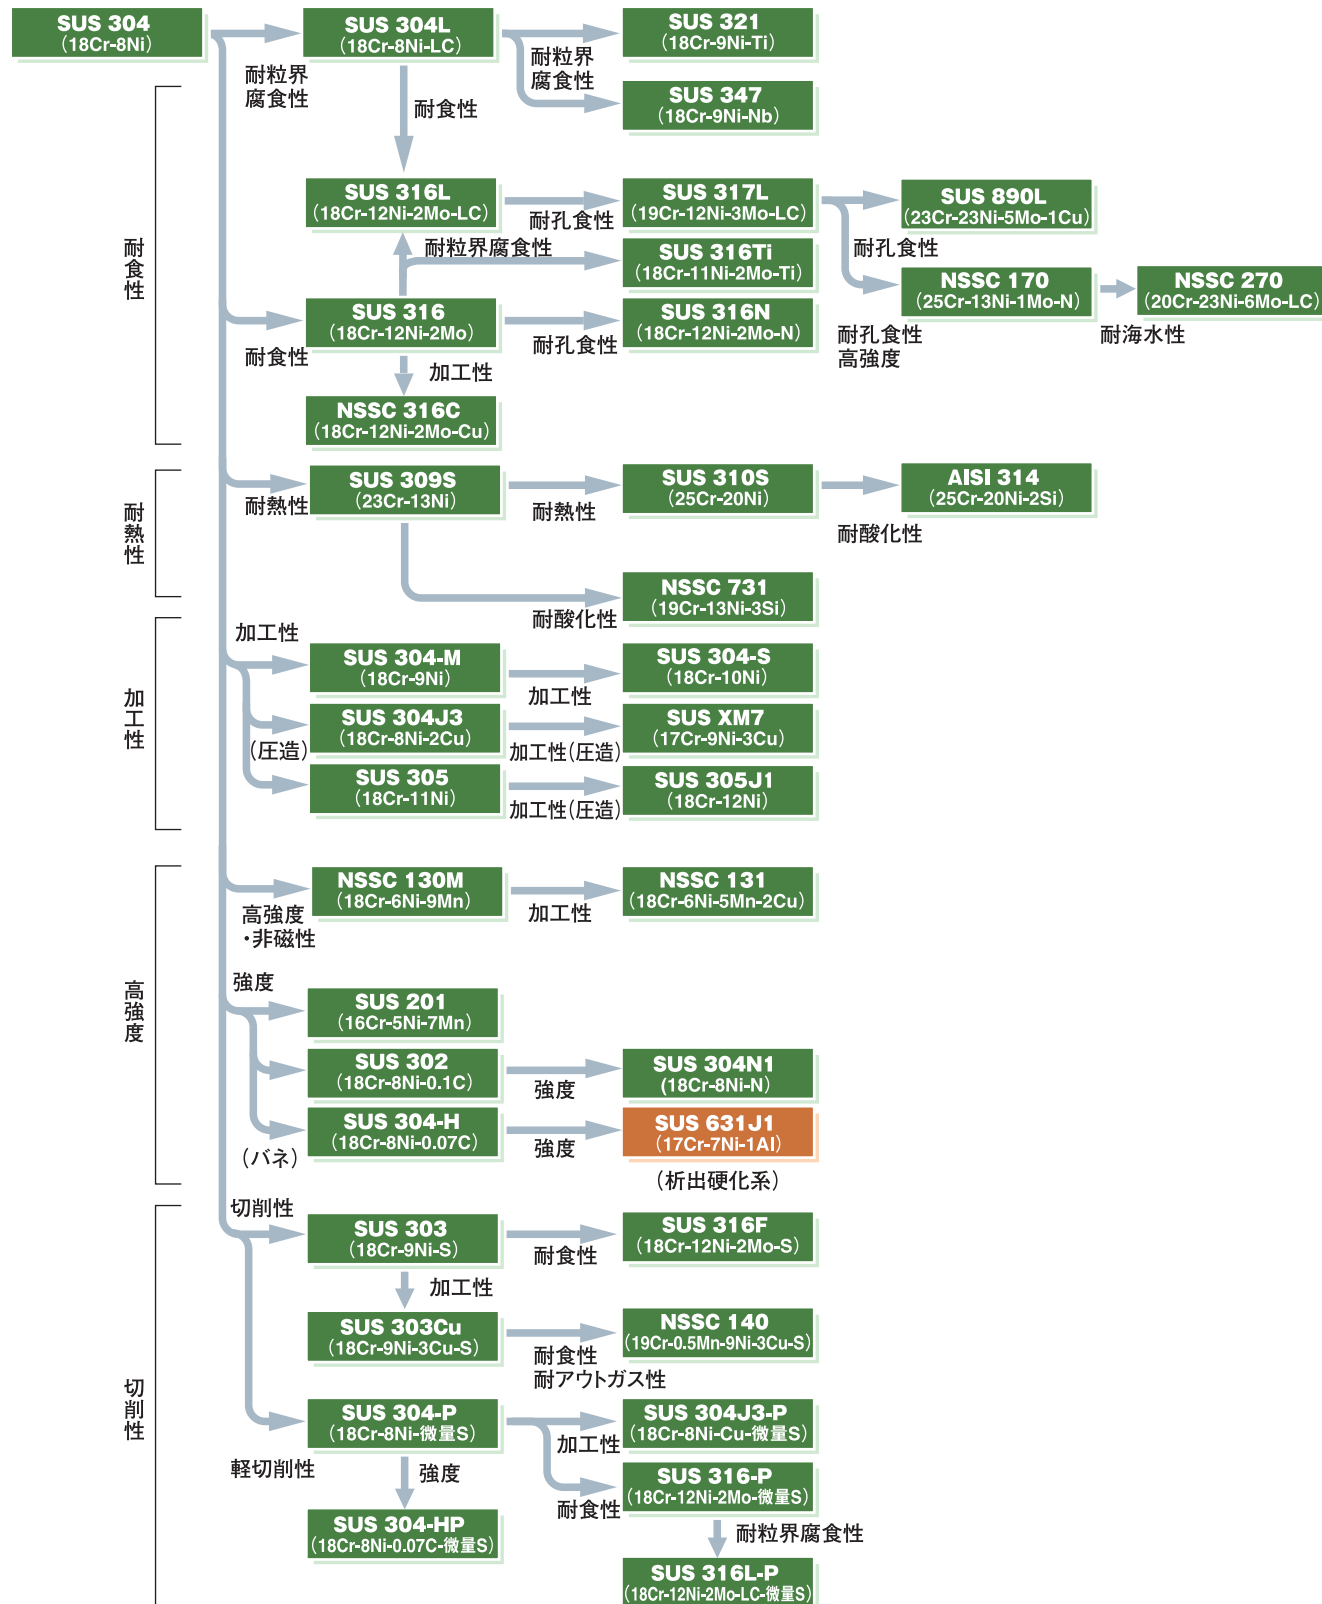 SUS 304
(18Cr-8Ni)
SUS 304L
(18Cr-8Ni-LC)
SUS 321
(18Cr-9Ni-Ti)
耐粒界
腐食性
耐粒界
腐食性
SUS 347
(18Cr-9Ni-Nb)
耐食性
耐食性
SUS 316L
(18Cr-12Ni-2Mo-LC)
耐孔食性
SUS 317L
(19Cr-12Ni-3Mo-LC)
SUS 890L
(23Cr-23Ni-5Mo-1Cu)
耐孔食性
耐粒界腐食性
SUS 316Ti
(18Cr-11Ni-2Mo-Ti)
NSSC 170
(25Cr-13Ni-1Mo-N)
NSSC 270
(20Cr-23Ni-6Mo-LC)
耐孔食性
高強度
耐海水性
耐食性
SUS 316
(18Cr-12Ni-2Mo)
耐孔食性
SUS 316N
(18Cr-12Ni-2Mo-N)
加工性
NSSC 316C
(18Cr-12Ni-2Mo-Cu)
耐熱性
耐熱性
SUS 309S
(23Cr-13Ni)
耐熱性
SUS 310S
(25Cr-20Ni)
耐酸化性
AISI 314
(25Cr-20Ni-2Si)
耐酸化性
NSSC 731
(19Cr-13Ni-3Si)
加工性
加工性
SUS 304-M
(18Cr-9Ni)
加工性
SUS 304-S
(18Cr-10Ni)
(圧造)
SUS 304J3
(18Cr-8Ni-2Cu)
加工性(圧造)
SUS XM7
(17Cr-9Ni-3Cu)
SUS 305
(18Cr-11Ni)
加工性(圧造)
SUS 305J1
(18Cr-12Ni)
高強度
高強度
・非磁性
NSSC 130M
(18Cr-6Ni-9Mn)
加工性
NSSC 131
(18Cr-6Ni-5Mn-2Cu)
強度
SUS 201
(16Cr-5Ni-7Mn)
SUS 302
(18Cr-8Ni-0.1C)
強度
SUS 304N1
(18Cr-8Ni-N)
(バネ)
SUS 304-H
(18Cr-8Ni-0.07C)
強度
SUS 631J1
(17Cr-7Ni-1Al)
(析出硬化系)
切削性
切削性
SUS 303
(18Cr-9Ni-S)
耐食性
SUS 316F
(18Cr-12Ni-2Mo-S)
加工性
SUS 303Cu
(18Cr-9Ni-3Cu-S)
耐食性
耐アウトガス性
NSSC 140
(19Cr-0.5Mn-9Ni-3Cu-S)
軽切削性
SUS 304-P
(18Cr-8Ni-微量S)
加工性
SUS 304J3-P
(18Cr-8Ni-Cu-微量S)
強度
耐食性
SUS 316-P
(18Cr-12Ni-2Mo-微量S)
SUS 304-HP
(18Cr-8Ni-0.07C-微量S)
耐粒界腐食性
SUS 316L-P
(18Cr-12Ni-2Mo-LC-微量S)